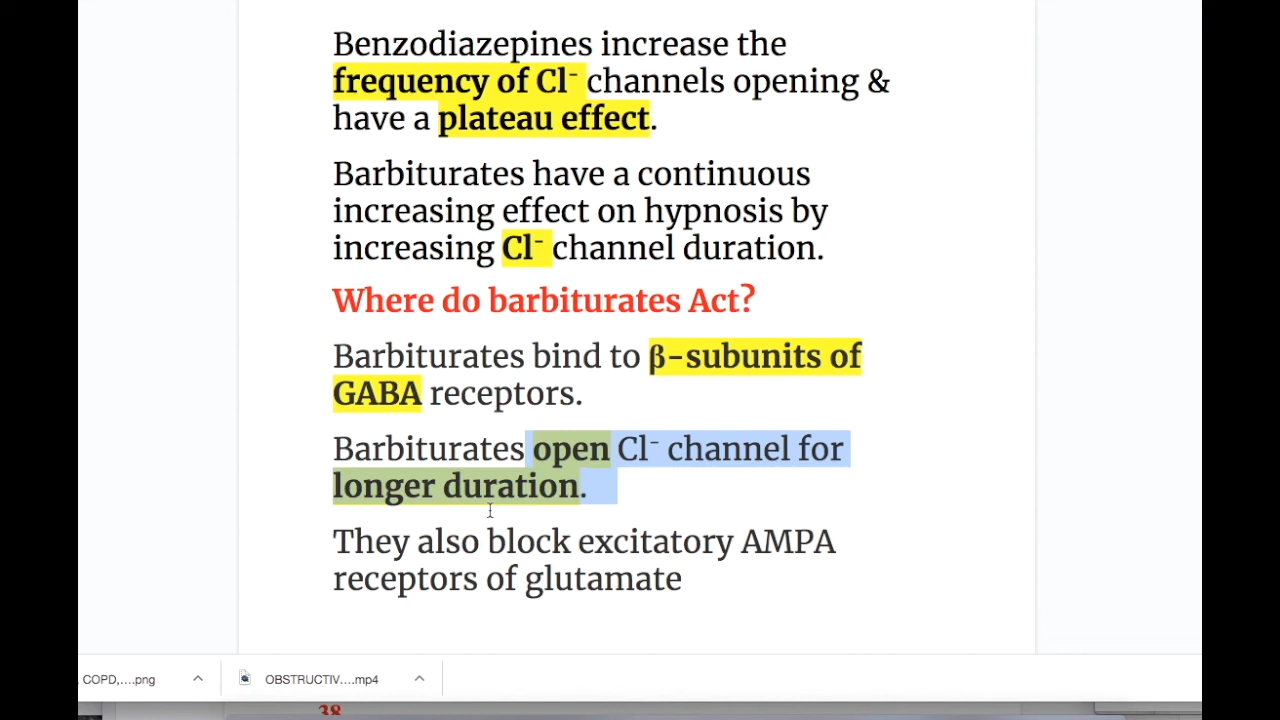 Benzodiazepines increase the
frequency of Cl⁻ channels opening &
have a plateau effect.
Barbiturates have a continuous
increasing effect on hypnosis by
increasing Cl⁻ channel duration.
Where do barbiturates Act?
Barbiturates bind to β-subunits of
GABA receptors.
Barbiturates open Cl⁻ channel for
longer duration.
They also block excitatory AMPA
receptors of glutamate
COPD,....png
OBSTRUCTIV....mp4
38